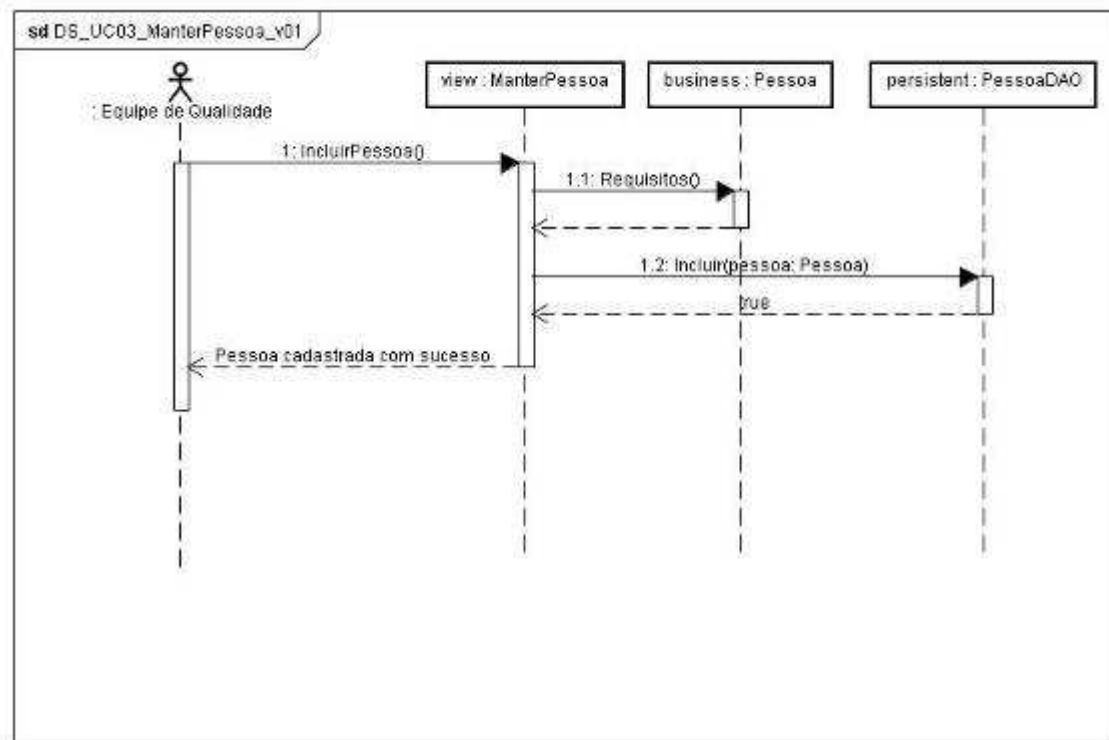 sd DS_UC03_ManterPessoa_v01
: Equipe de Qualidade
view : ManterPessoa
business : Pessoa
persistent : PessoaDAO
1: IncluirPessoa()
1.1: Requisitos()
1.2: Incluir(pessoa: Pessoa)
true
Pessoa cadastrada com sucesso